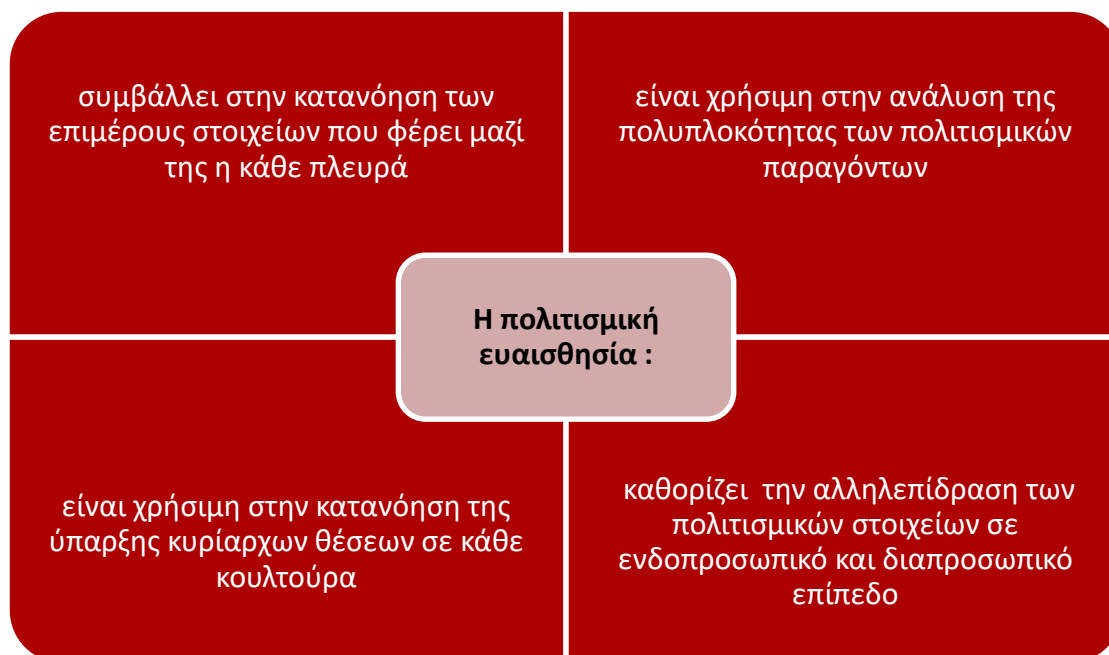 συμβάλλει στην κατανόηση των
επιμέρους στοιχείων που φέρει μαζί
της η κάθε πλευρά
είναι χρήσιμη στην ανάλυση της
πολυπλοκότητας των πολιτισμικών
παραγόντων
Η πολιτισμική
ευαισθησία :
είναι χρήσιμη στην κατανόηση της
ύπαρξης κυρίαρχων θέσεων σε κάθε
κουλτούρα
καθορίζει  την αλληλεπίδραση των
πολιτισμικών στοιχείων σε
ενδοπροσωπικό και διαπροσωπικό
επίπεδο